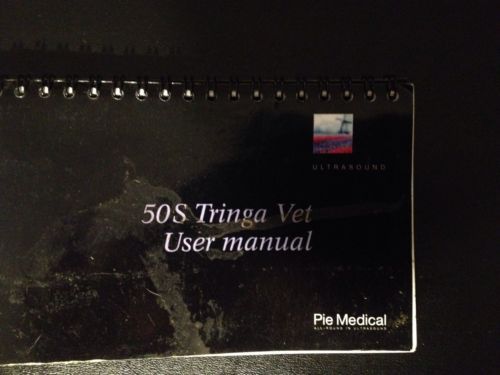 ULTRASOUND
50S Tringa Vet
User manual
Pie Medical
ALL-ROUND IN ULTRASOUND